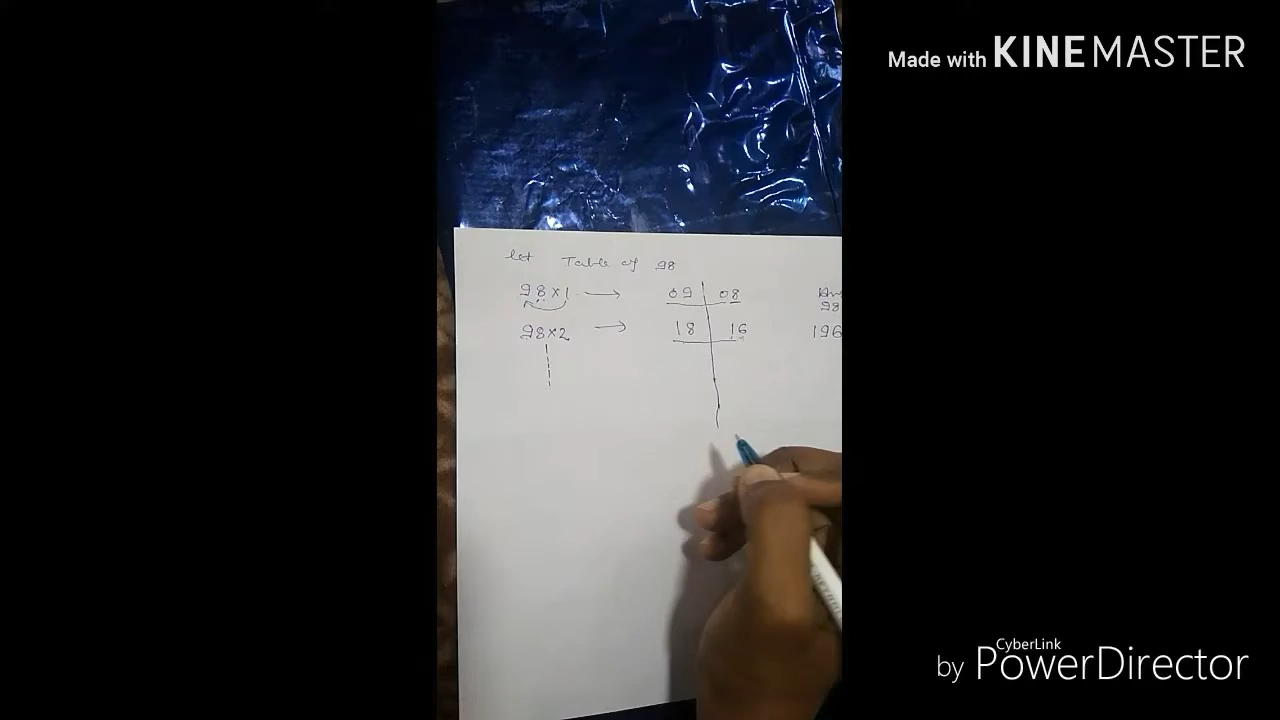 Made with KINEMASTER
let Table of 98
98×1 → 09 08 98
98×2 → 18 16 196
CyberLink
by PowerDirector